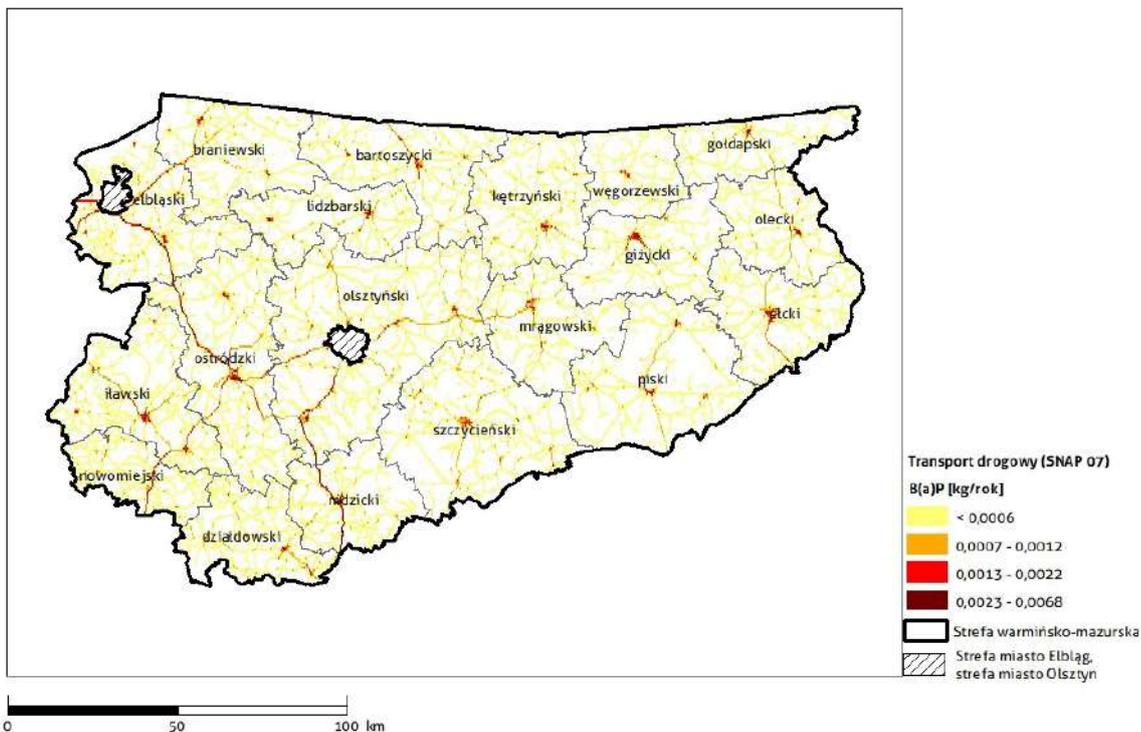 gołdapski
braniewski
bartoszycki
elbląski
lidzbarski
kętrzyński
węgorzewski
olecki
giżycki
olsztyński
ełcki
mrągowski
ostródzki
piski
iławski
szczycieński
nowomiejski
nidzicki
działdowski
Transport drogowy (SNAP 07)
B(a)P [kg/rok]
< 0,0006
0,0007 - 0,0012
0,0013 - 0,0022
0,0023 - 0,0068
Strefa warmińsko-mazurska
Strefa miasto Elbląg,
strefa miasto Olsztyn
0 50 100 km